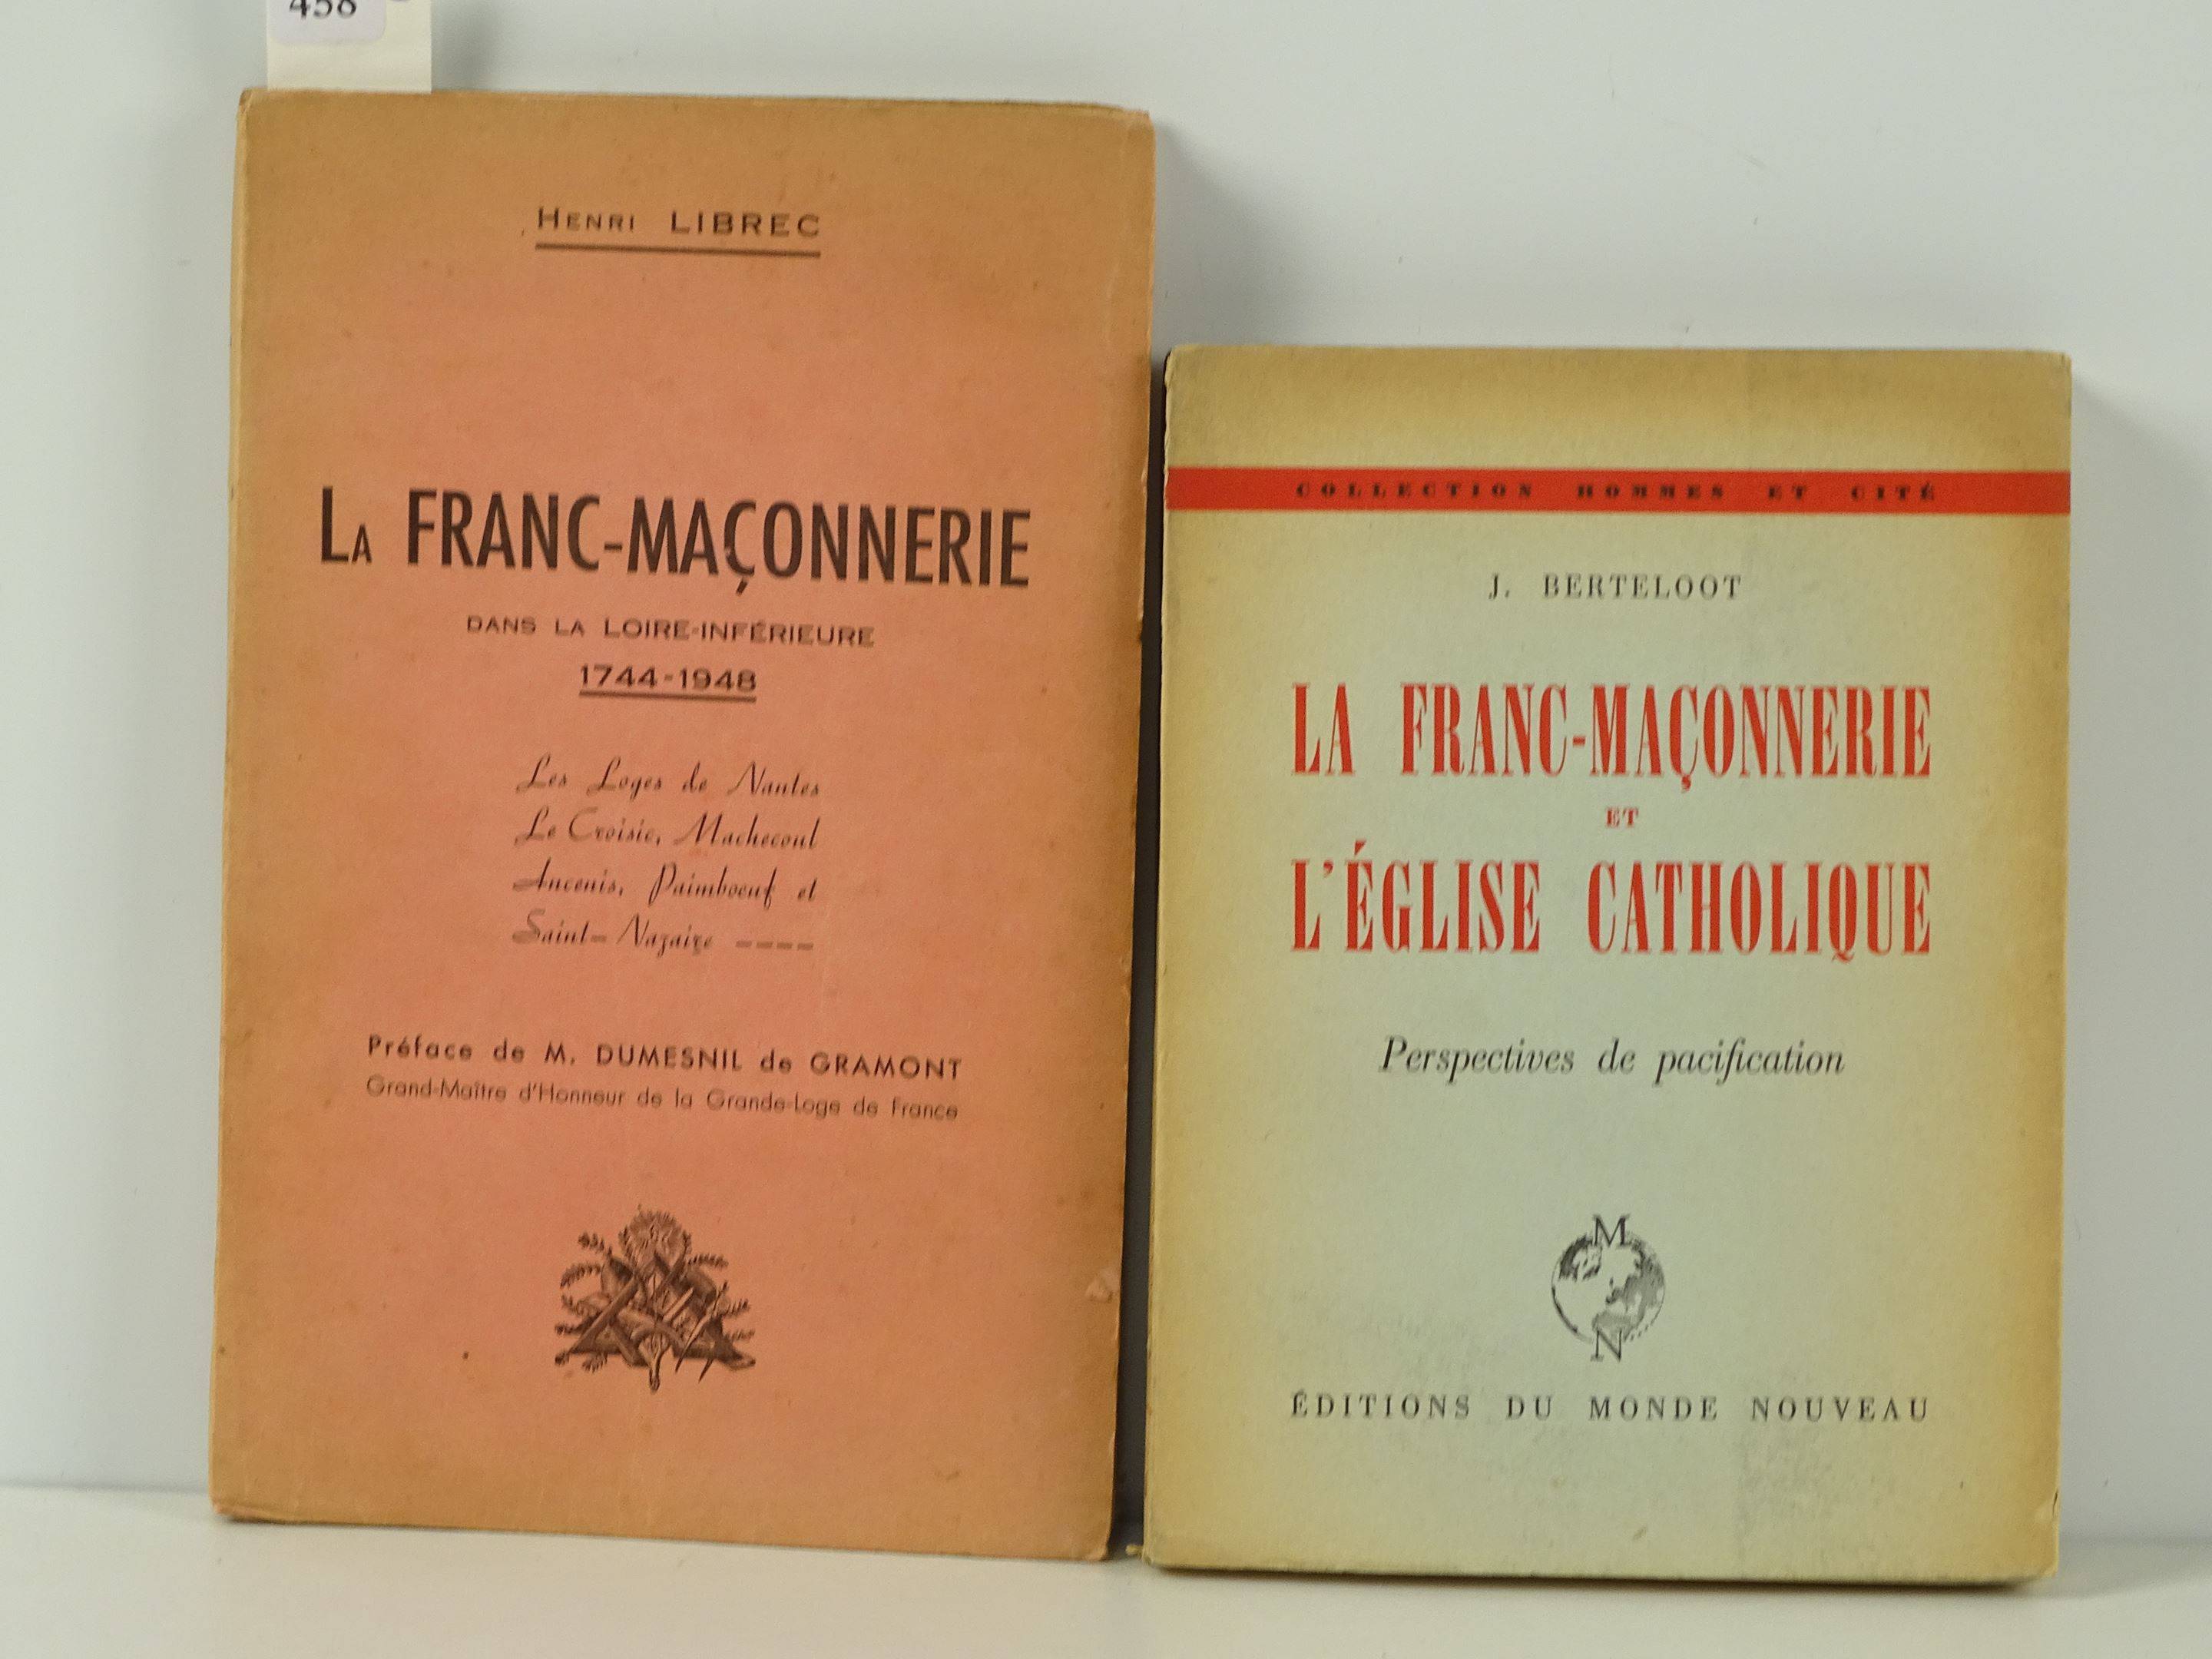 458
Henri LIBREC
La FRANC-MAÇONNERIE
DANS LA LOIRE-INFÉRIEURE
1744-1948
Les Loges de Nantes
Le Croisic, Machecoul
Ancenis, Paimboeuf et
Saint-Nazaire ----
Préface de M. DUMESNIL de GRAMONT
Grand-Maître d'Honneur de la Grande-Loge de France
COLLECTION HOMMES ET CITÉ
J. BERTELOOT
LA FRANC-MAÇONNERIE
ET
L'ÉGLISE CATHOLIQUE
Perspectives de pacification
M
N
ÉDITIONS DU MONDE NOUVEAU